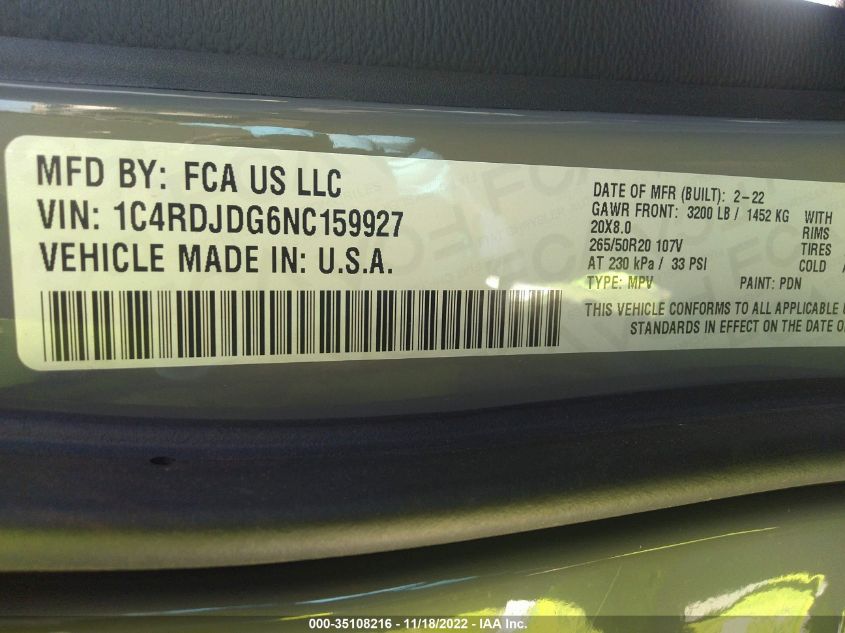 MFD BY: FCA US LLC
VIN: 1C4RDJDG6NC159927
VEHICLE MADE IN: U.S.A.
DATE OF MFR (BUILT): 2-22
GAWR FRONT: 3200 LB / 1452 KG WITH
20X8.0 RIMS
265/50R20 107V TIRES
AT 230 kPa / 33 PSI COLD
TYPE: MPV PAINT: PDN
THIS VEHICLE CONFORMS TO ALL APPLICABLE
STANDARDS IN EFFECT ON THE DATE O
000-35108216 - 11/18/2022 - IAA Inc.